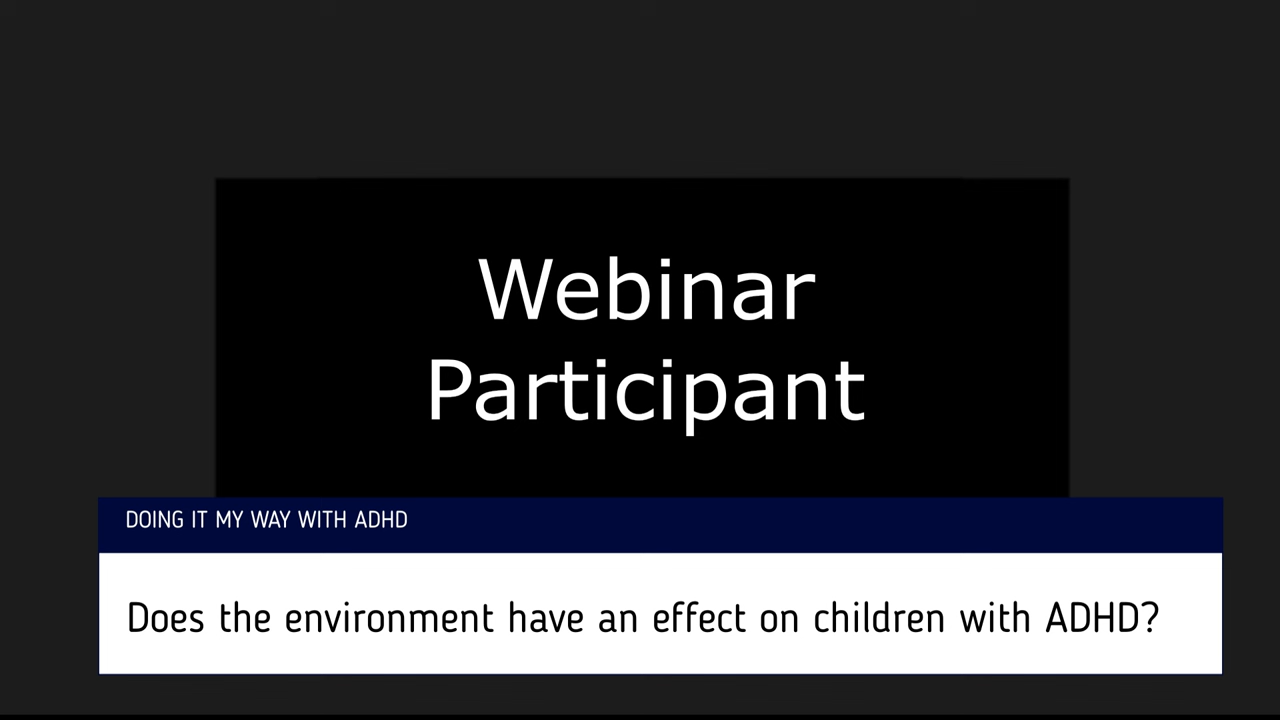 Webinar
Participant
DOING IT MY WAY WITH ADHD
Does the environment have an effect on children with ADHD?